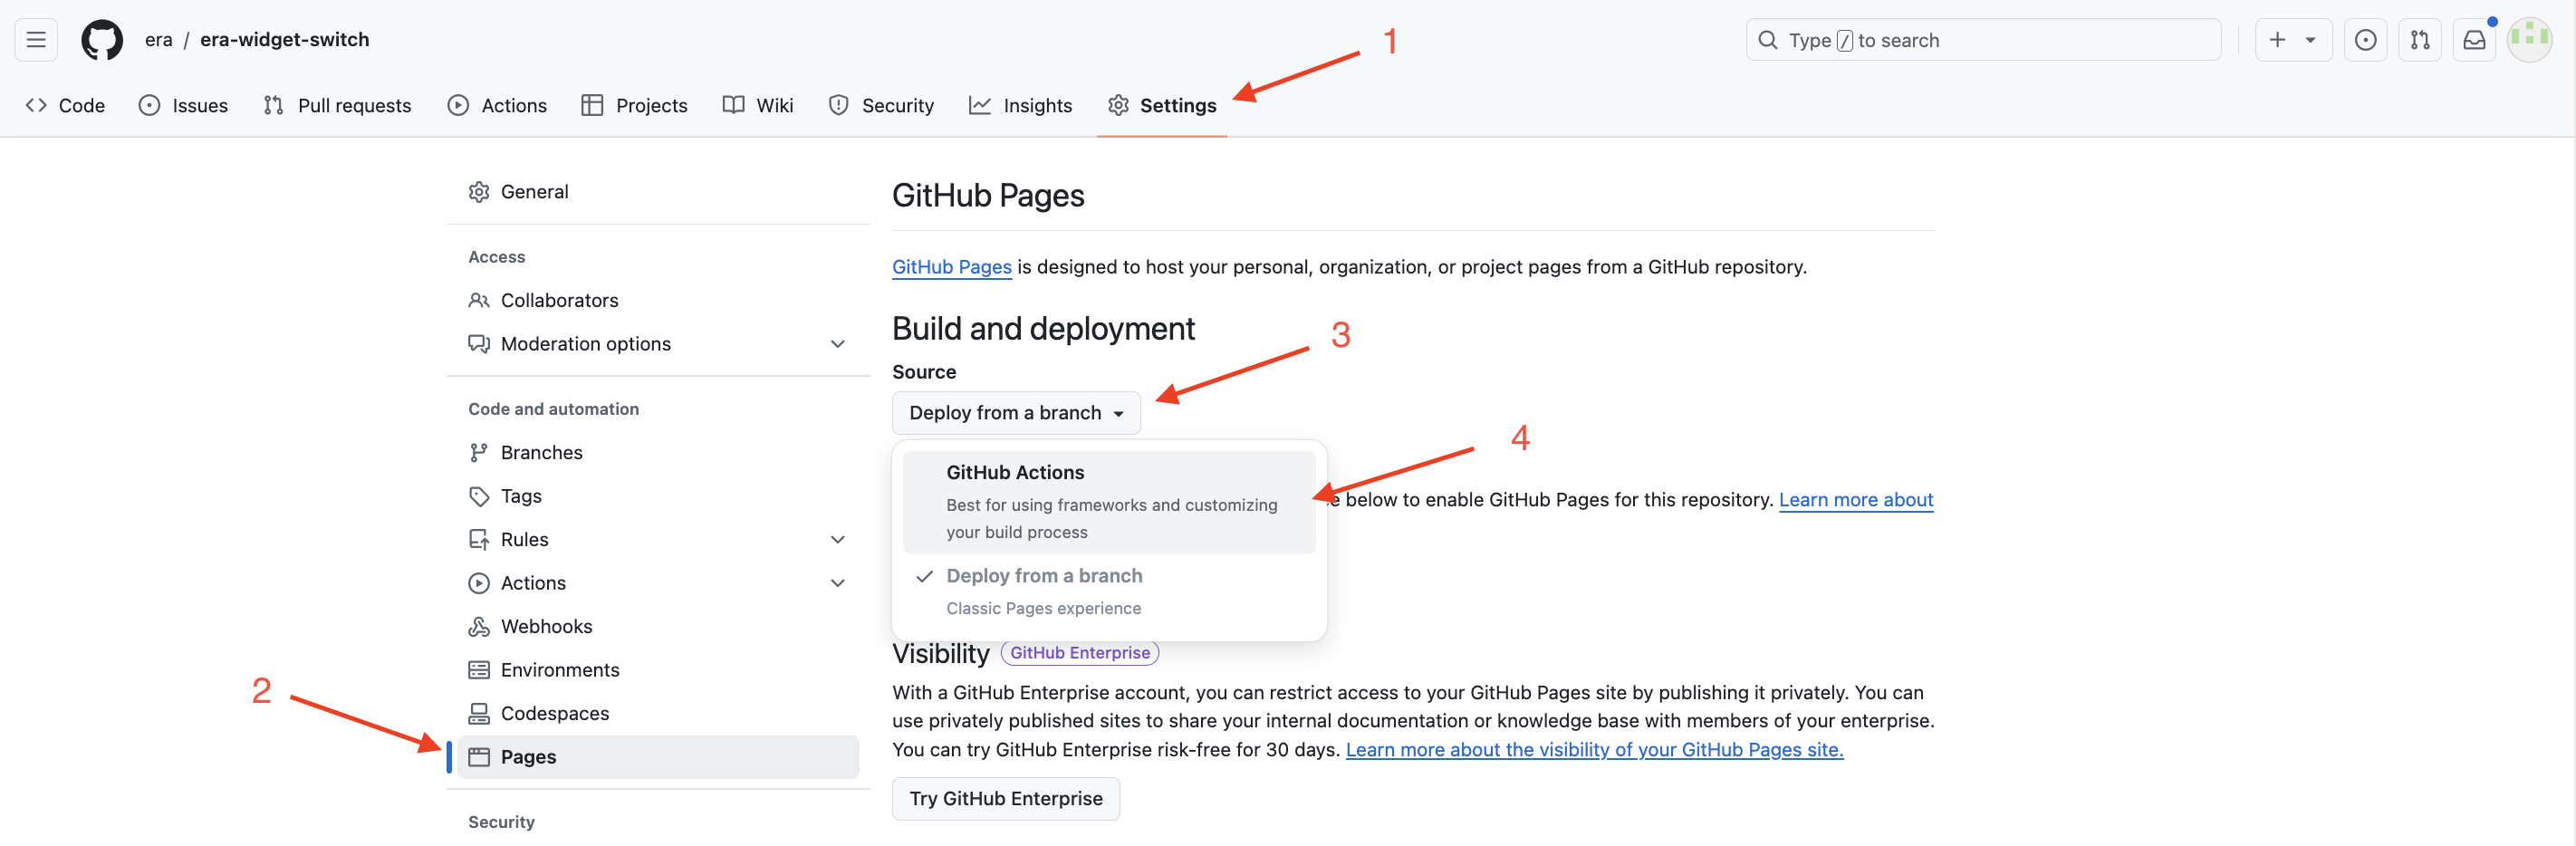 era / era-widget-switch
Type / to search
1
Code Issues Pull requests Actions Projects Wiki Security Insights Settings
General
Access
Collaborators
Moderation options
Code and automation
Branches
Tags
Rules
Actions
Webhooks
Environments
Codespaces
2
Pages
Security
GitHub Pages
GitHub Pages is designed to host your personal, organization, or project pages from a GitHub repository.
Build and deployment
3
Source
Deploy from a branch
4
GitHub Actions
Best for using frameworks and customizing
your build process
below to enable GitHub Pages for this repository. Learn more about
Deploy from a branch
Classic Pages experience
Visibility GitHub Enterprise
With a GitHub Enterprise account, you can restrict access to your GitHub Pages site by publishing it privately. You can
use privately published sites to share your internal documentation or knowledge base with members of your enterprise.
You can try GitHub Enterprise risk-free for 30 days. Learn more about the visibility of your GitHub Pages site.
Try GitHub Enterprise